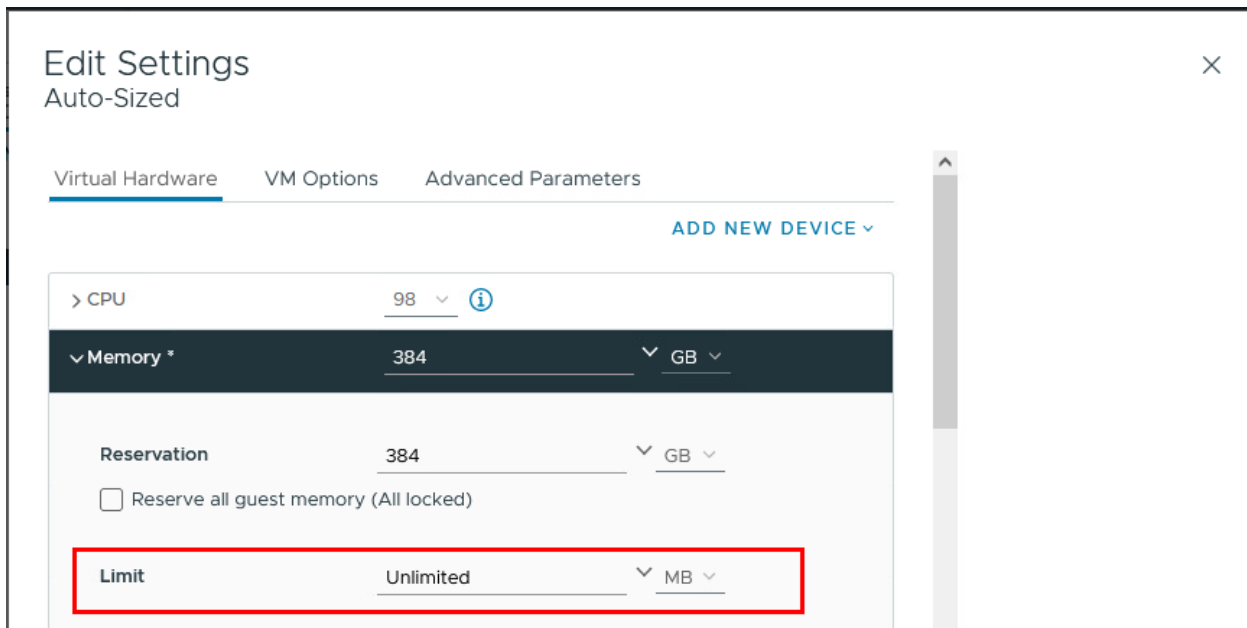 Edit Settings
Auto-Sized
Virtual Hardware VM Options Advanced Parameters
ADD NEW DEVICE
CPU 98
Memory * 384 GB
Reservation 384 GB
Reserve all guest memory (All locked)
Limit Unlimited MB